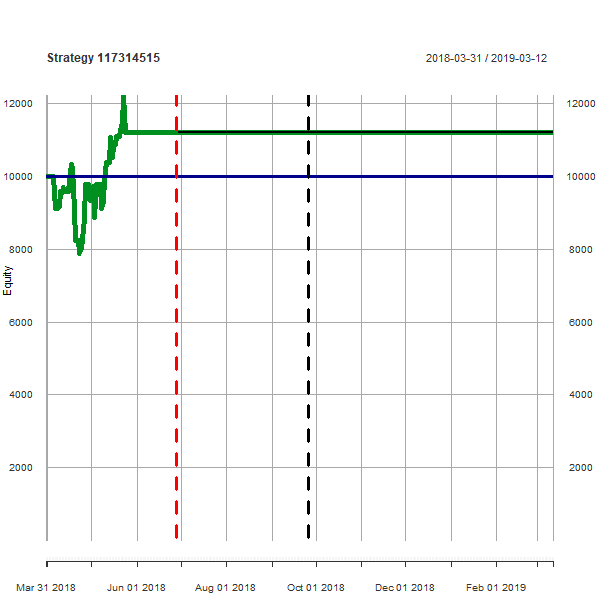 Strategy 117314515
2018-03-31 / 2019-03-12
12000
12000
10000
10000
8000
8000
Equity
6000
6000
4000
4000
2000
2000
Mar 31 2018
Jun 01 2018
Aug 01 2018
Oct 01 2018
Dec 01 2018
Feb 01 2019